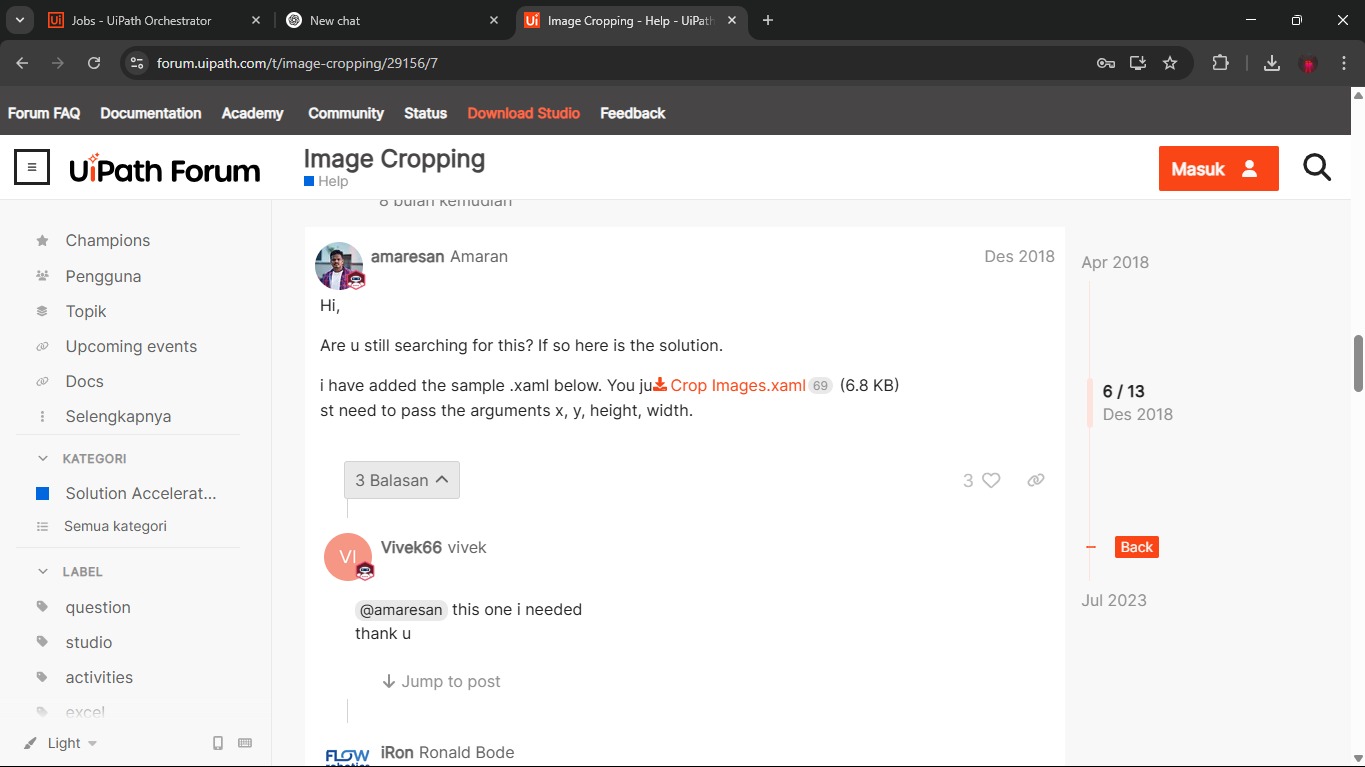 Jobs - UiPath Orchestrator
New chat
Image Cropping - Help - UiPath
forum.uipath.com/t/image-cropping/29156/7
Forum FAQ Documentation Academy Community Status Download Studio Feedback
UiPath Forum
Image Cropping
Help
Masuk
8 bulan kemudian
Champions
Pengguna
Topik
Upcoming events
Docs
Selengkapnya
KATEGORI
Solution Accelerat...
Semua kategori
LABEL
question
studio
activities
excel
Light
amaresan Amaran
Des 2018
Hi,
Are u still searching for this? If so here is the solution.
i have added the sample .xaml below. You ju Crop Images.xaml 69 (6.8 KB)
st need to pass the arguments x, y, height, width.
3 Balasan
3
VI
Vivek66 vivek
@amaresan this one i needed
thank u
Jump to post
FLOW
robotics
iRon Ronald Bode
Apr 2018
6 / 13
Des 2018
Back
Jul 2023